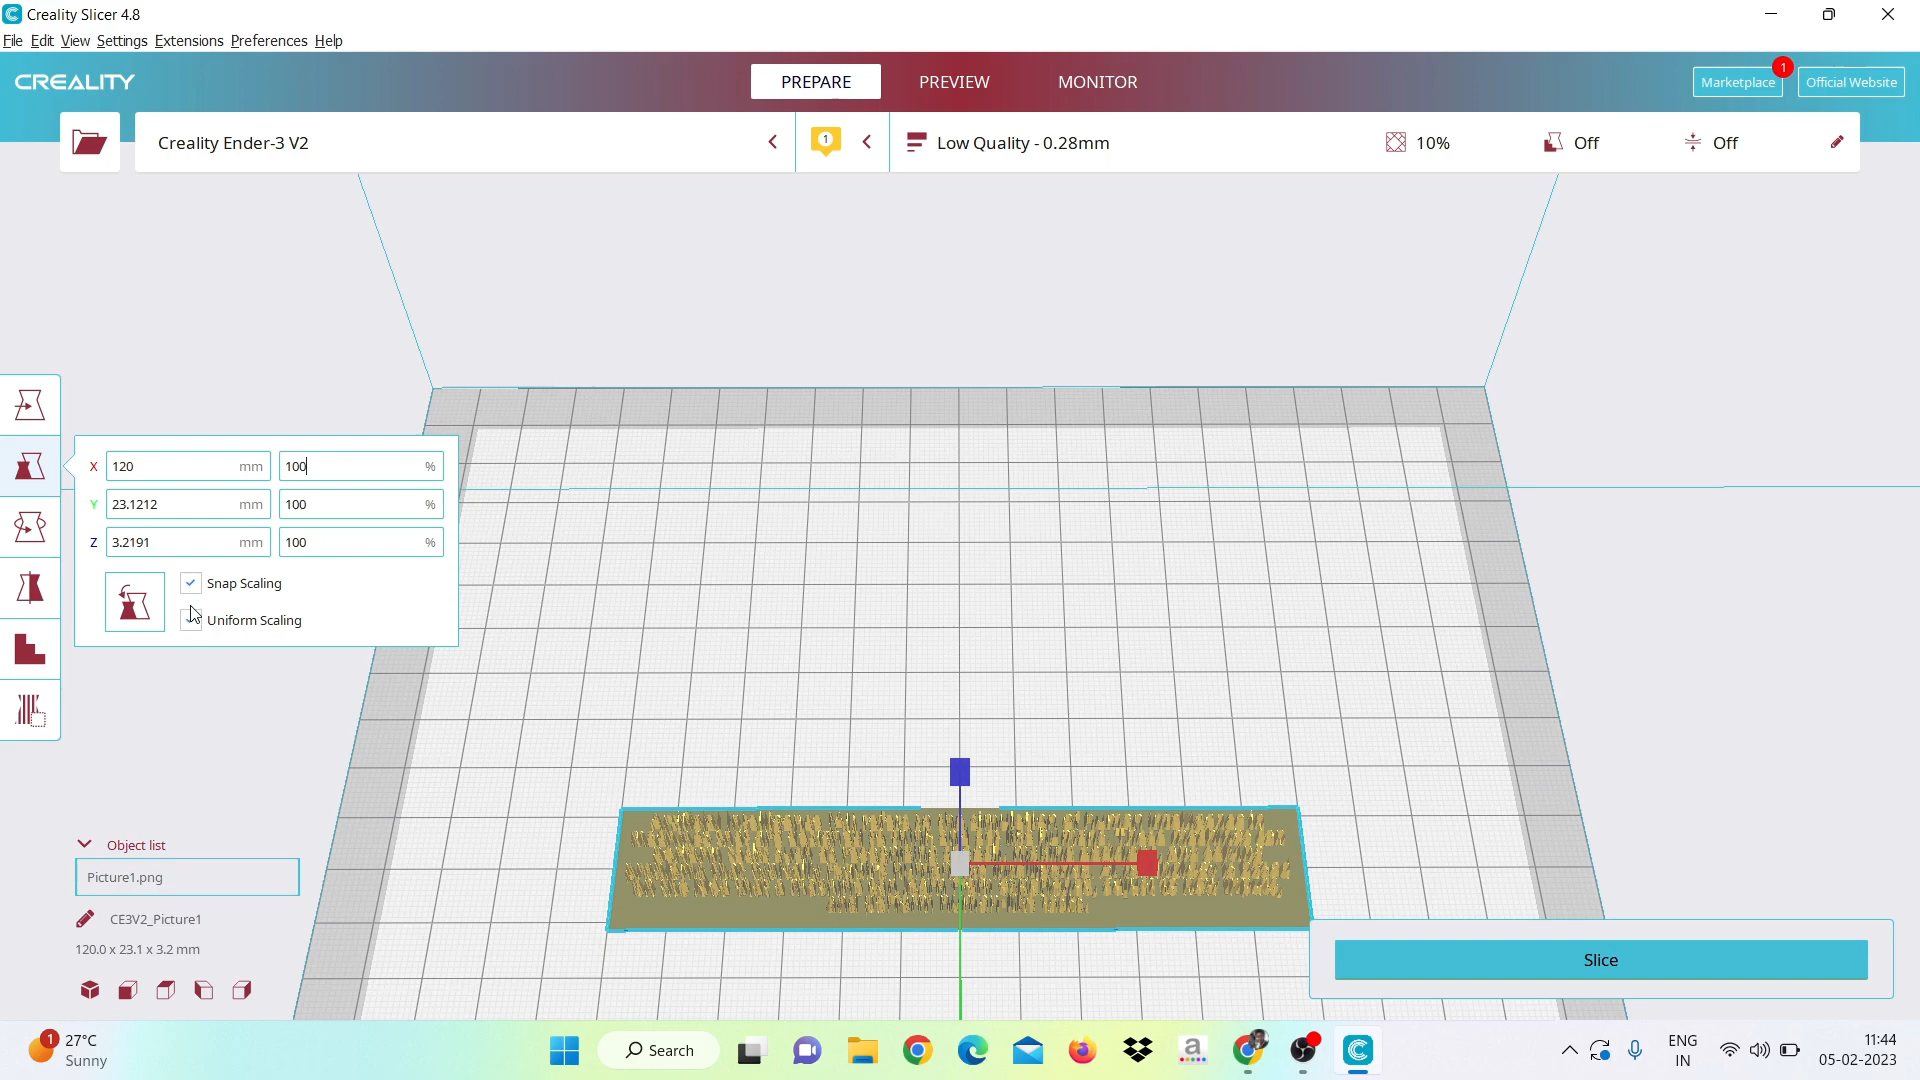 Creality Slicer 4.8
File Edit View Settings Extensions Preferences Help
CREALITY
PREPARE
PREVIEW
MONITOR
Marketplace
1
Official Website
Creality Ender-3 V2
1
Low Quality - 0.28mm
10%
Off
Off
X 120 mm 100 %
Y 23.1212 mm 100 %
Z 3.2191 mm 100 %
Snap Scaling
Uniform Scaling
Object list
Picture1.png
CE3V2_Picture1
120.0 x 23.1 x 3.2 mm
Slice
1
27°C
Sunny
Search
a
ENG
IN
11:44
05-02-2023